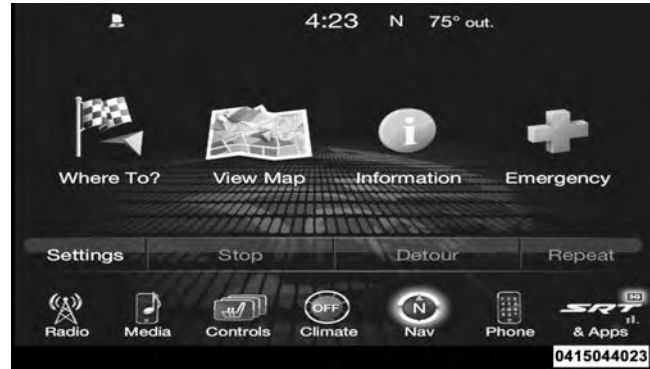 4:23 N 75° out.
Where To? View Map Information Emergency
Settings Stop Detour Repeat
OFF N SRT 3G
Radio Media Controls Climate Nav Phone & Apps
0415044023